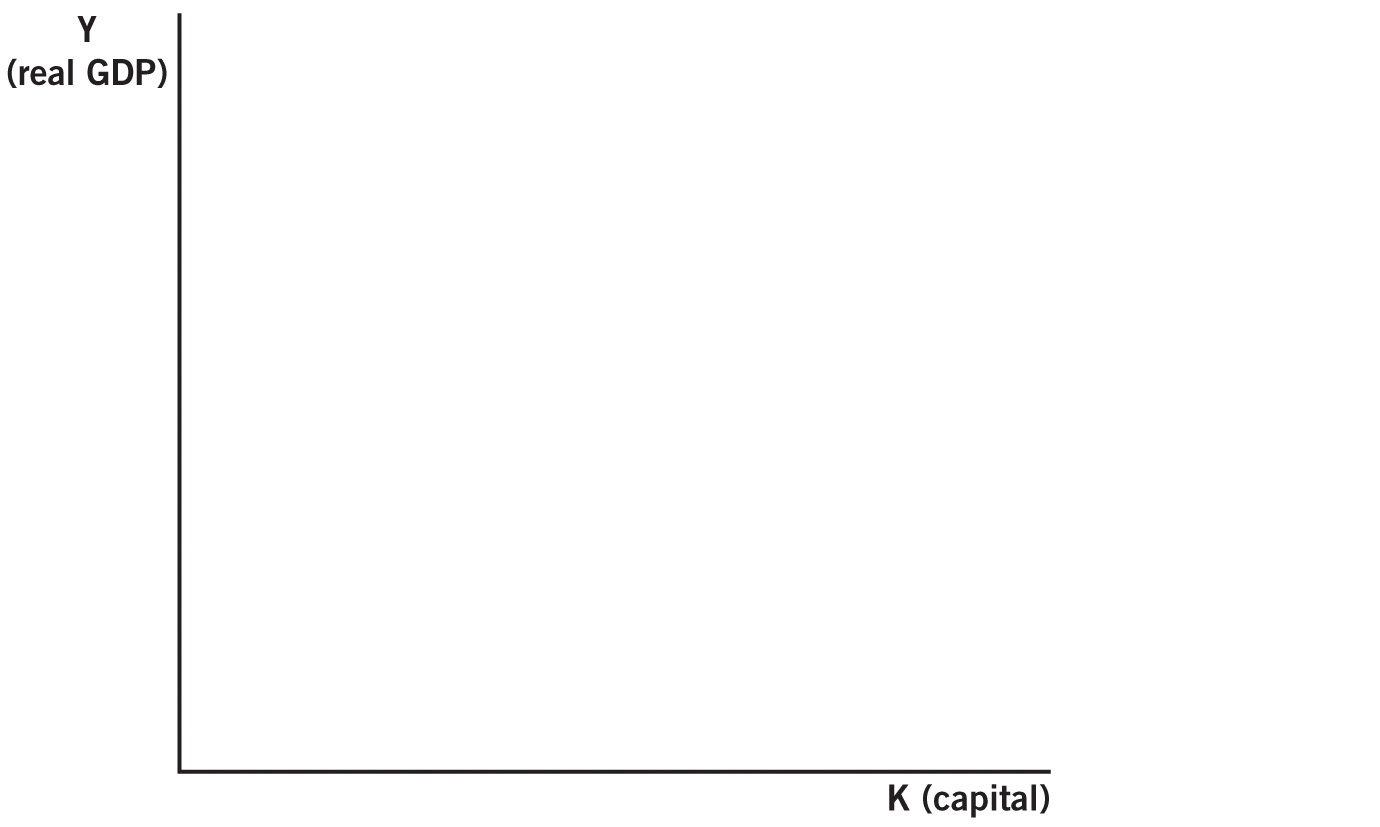 Y
(real GDP)
K (capital)